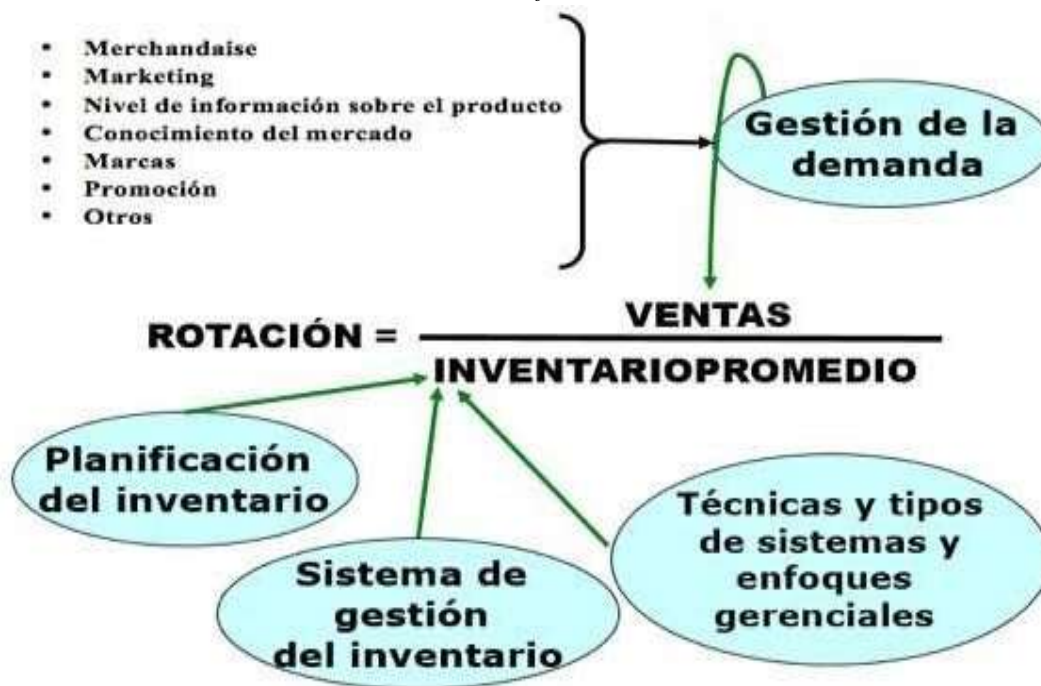 • Merchandaise
• Marketing
• Nivel de información sobre el producto
• Conocimiento del mercado
• Marcas
• Promoción
• Otros
Gestión de la
demanda
VENTAS
ROTACIÓN =
INVENTARIOPROMEDIO
Planificación
del inventario
Sistema de
gestión
del inventario
Técnicas y tipos
de sistemas y
enfoques
gerenciales